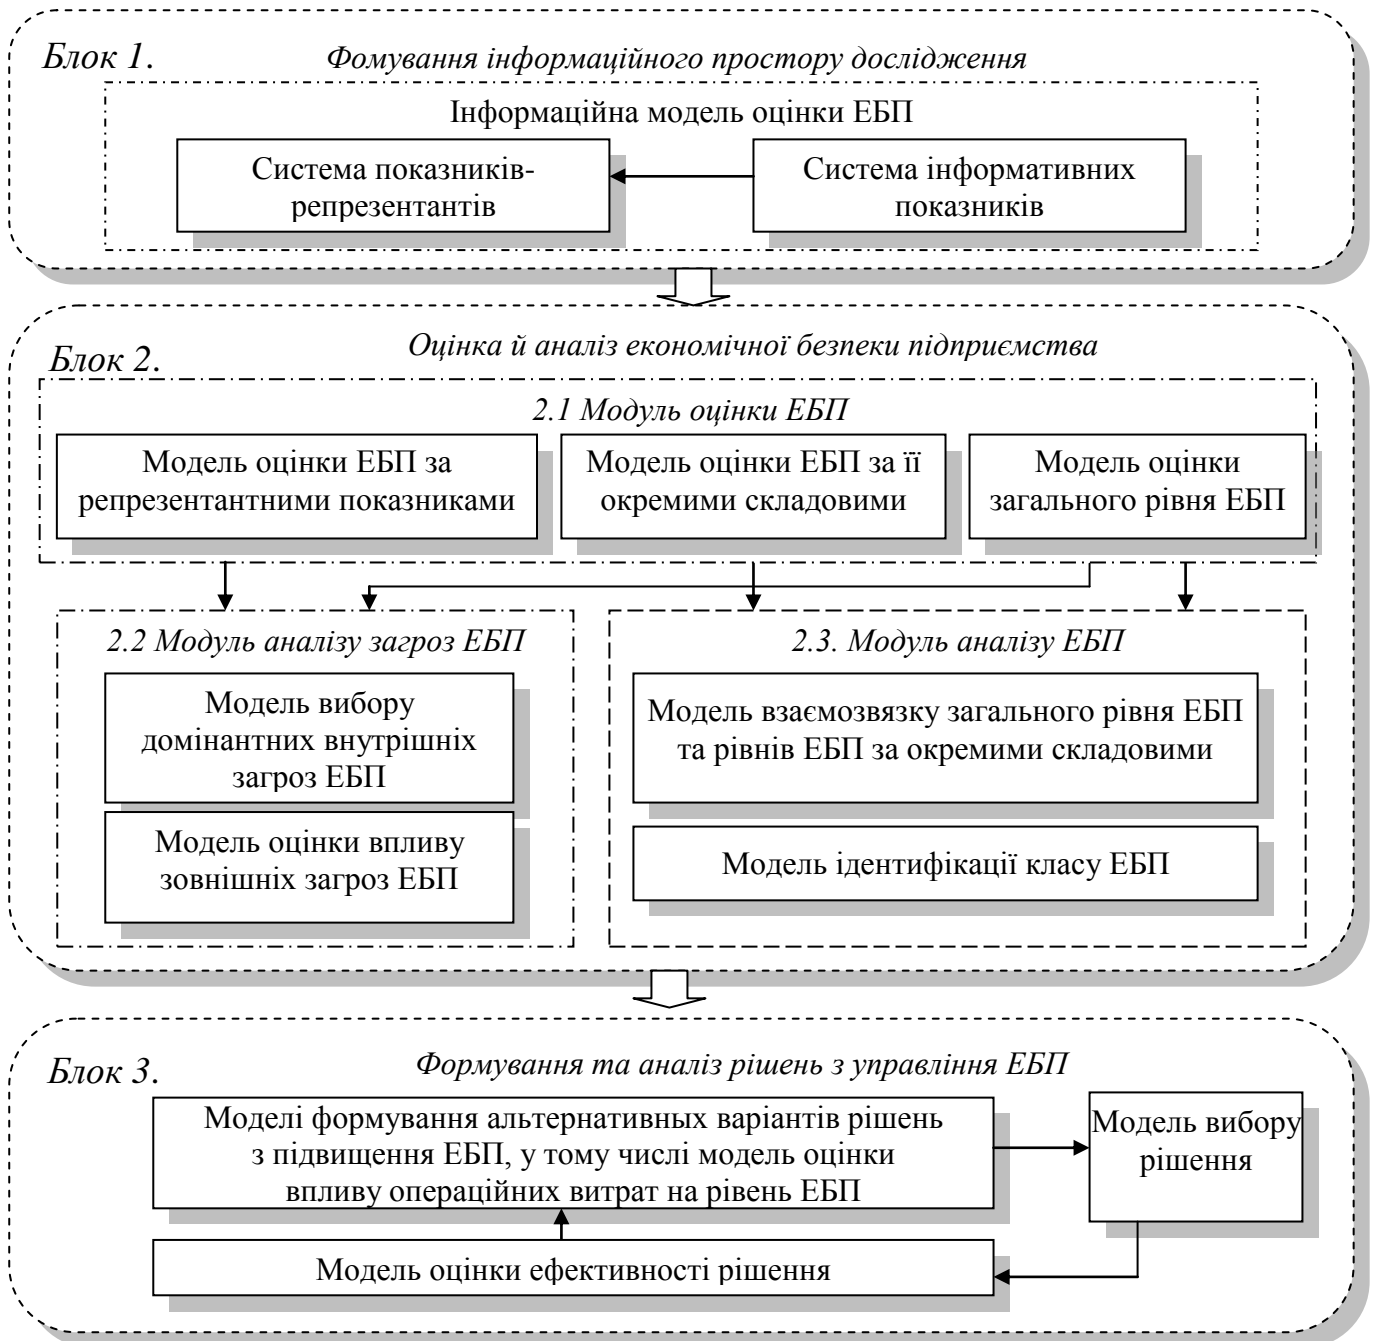 Блок 1.
Фомування інформаційного простору дослідження
Інформаційна модель оцінки ЕБП
Система показників-
репрезентантів
Система інформативних
показників
Блок 2.
Оцінка й аналіз економічної безпеки підприємства
2.1 Модуль оцінки ЕБП
Модель оцінки ЕБП за
репрезентантними показниками
Модель оцінки ЕБП за її
окремими складовими
Модель оцінки
загального рівня ЕБП
2.2 Модуль аналізу загроз ЕБП
Модель вибору
домінантних внутрішніх
загроз ЕБП
Модель оцінки впливу
зовнішніх загроз ЕБП
2.3. Модуль аналізу ЕБП
Модель взаємозвязку загального рівня ЕБП
та рівнів ЕБП за окремими складовими
Модель ідентифікації класу ЕБП
Блок 3.
Формування та аналіз рішень з управління ЕБП
Моделі формування альтернативных варіантів рішень
з підвищення ЕБП, у тому числі модель оцінки
впливу операційних витрат на рівень ЕБП
Модель вибору
рішення
Модель оцінки ефективності рішення